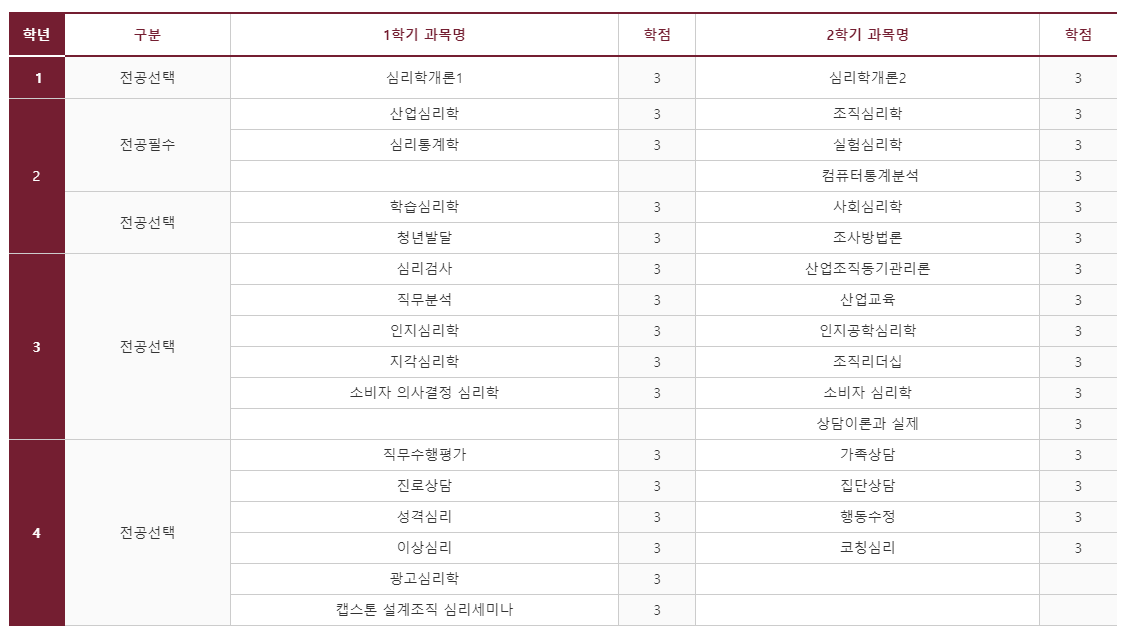 학년 구분 1학기 과목명 학점 2학기 과목명 학점
1 전공선택 심리학개론1 3 심리학개론2 3
2 전공필수 산업심리학 3 조직심리학 3
심리통계학 3 실험심리학 3
컴퓨터통계분석 3
전공선택 학습심리학 3 사회심리학 3
청년발달 3 조사방법론 3
3 전공선택 심리검사 3 산업조직동기관리론 3
직무분석 3 산업교육 3
인지심리학 3 인지공학심리학 3
지각심리학 3 조직리더십 3
소비자 의사결정 심리학 3 소비자 심리학 3
상담이론과 실제 3
4 전공선택 직무수행평가 3 가족상담 3
진로상담 3 집단상담 3
성격심리 3 행동수정 3
이상심리 3 코칭심리 3
광고심리학 3
캡스톤 설계조직 심리세미나 3